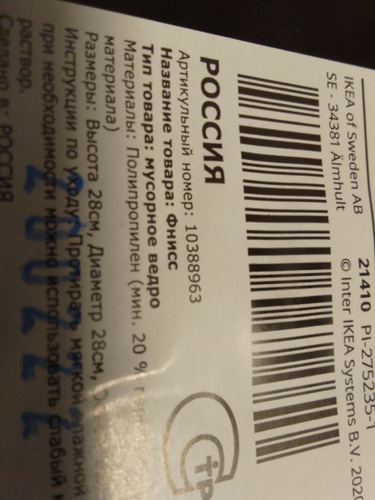 IKEA of Sweden AB
SE - 34381 Älmhult
21410 PI-275235-1
© Inter IKEA Systems B.V. 2020
РОССИЯ
Артикульный номер: 10388963
Название товара: Фнисс
Тип товара: мусорное ведро
Материалы: Полипропилен (мин. 20 %
материала)
Размеры: Высота 28см, Диаметр 28см,
Инструкции по уходу: Протирать мягкой влажной
при необходимости можно использовать слабый
раствор.
Сделано в: РОССИЯ